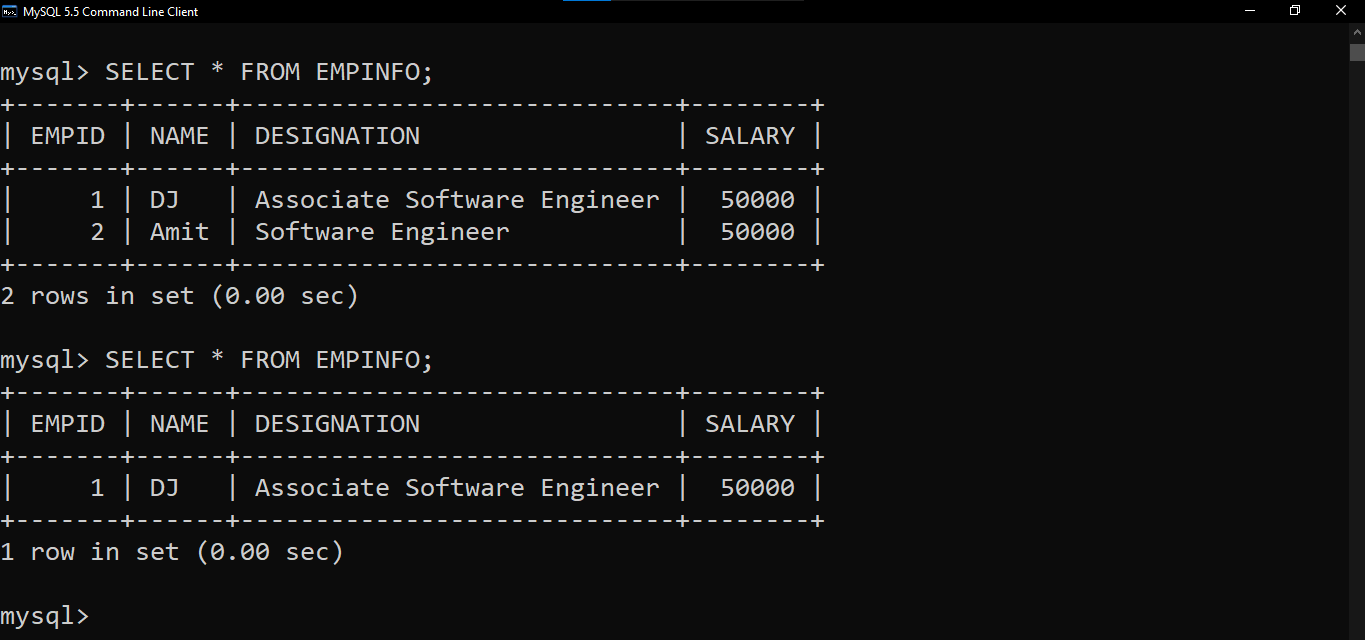 MySQL 5.5 Command Line Client
mysql> SELECT * FROM EMPINFO;
+-------+------+-----------------------------+--------+
| EMPID | NAME | DESIGNATION                 | SALARY |
+-------+------+-----------------------------+--------+
|     1 | DJ   | Associate Software Engineer |  50000 |
|     2 | Amit | Software Engineer           |  50000 |
+-------+------+-----------------------------+--------+
2 rows in set (0.00 sec)
mysql> SELECT * FROM EMPINFO;
+-------+------+-----------------------------+--------+
| EMPID | NAME | DESIGNATION                 | SALARY |
+-------+------+-----------------------------+--------+
|     1 | DJ   | Associate Software Engineer |  50000 |
+-------+------+-----------------------------+--------+
1 row in set (0.00 sec)
mysql>